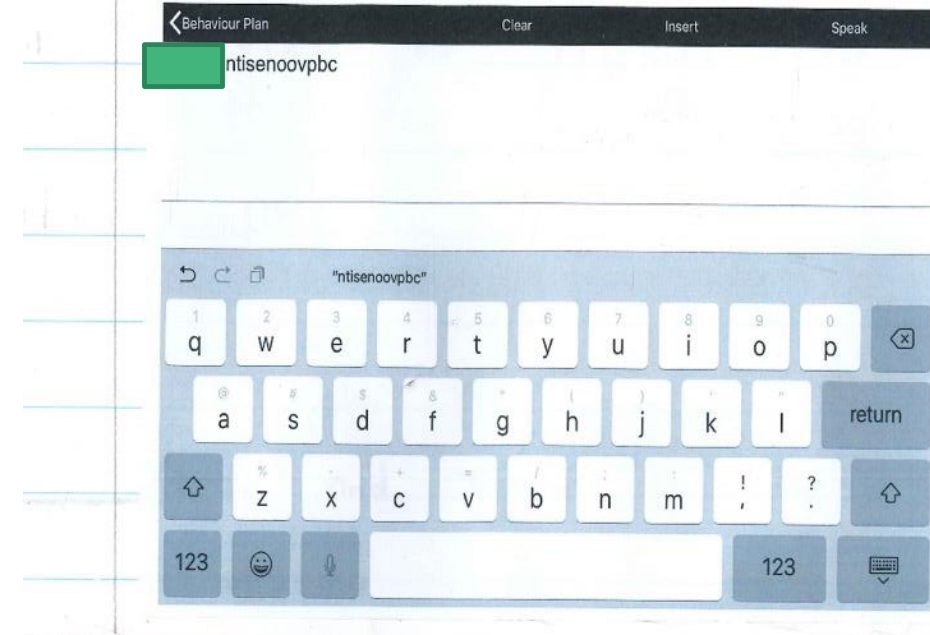 Behaviour Plan Clear Insert Speak
ntisenoovpbc
"ntisenoovpbc"
1 2 3 4 5 6 7 8 9 0
q w e r t y u i o p
@ # $ & * ( ) ' "
a s d f g h j k l return
% - + = / ; : ! ?
z x c v b n m , .
123 123